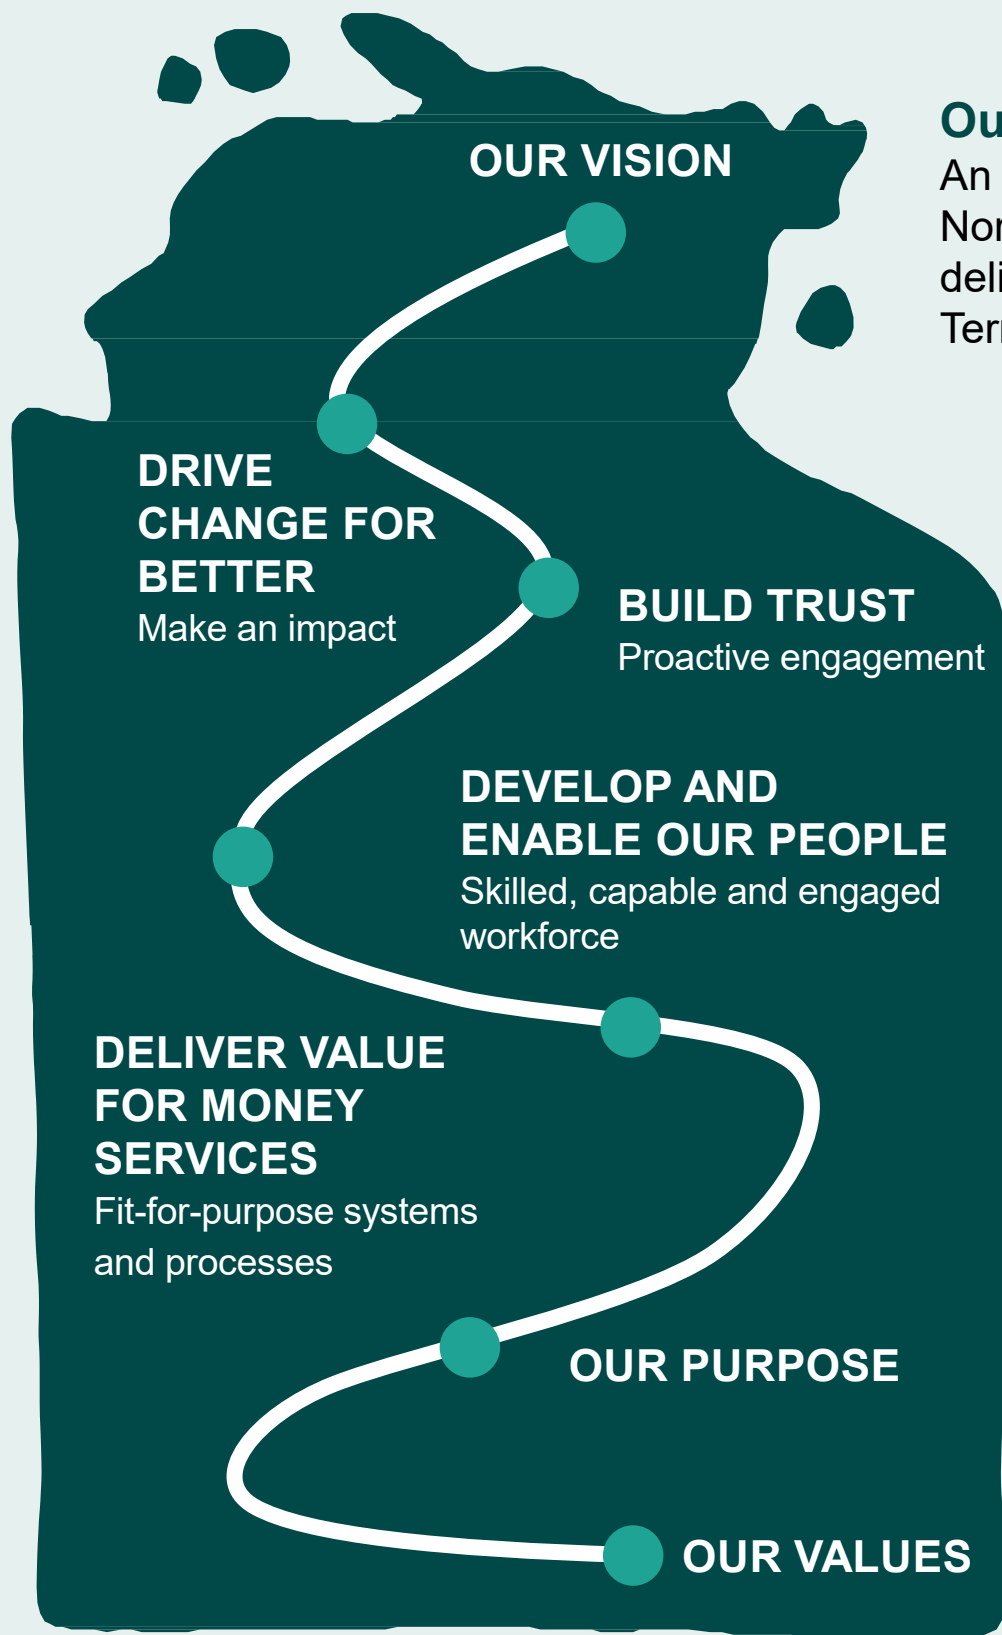 OUR VISION
DRIVE
CHANGE FOR
BETTER
Make an impact
BUILD TRUST
Proactive engagement
DEVELOP AND
ENABLE OUR PEOPLE
Skilled, capable and engaged
workforce
DELIVER VALUE
FOR MONEY
SERVICES
Fit-for-purpose systems
and processes
OUR PURPOSE
OUR VALUES
An